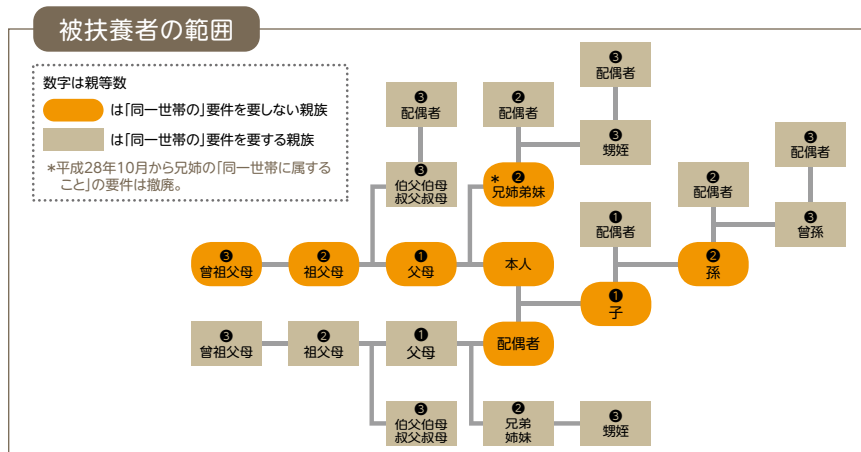 被扶養者の範囲
数字は親等数
は「同一世帯の」要件を要しない親族
は「同一世帯の」要件を要する親族
*平成28年10月から兄姉の「同一世帯に属する
こと」の要件は撤廃。
❸
配偶者
❷
配偶者
❸
配偶者
❸
伯父伯母
叔父叔母
*❷
兄姉弟妹
❸
甥姪
❸
配偶者
❷
配偶者
❶
配偶者
❸
曾孫
❸
曾祖父母
❷
祖父母
❶
父母
本人
❷
孫
❶
子
❸
曾祖父母
❷
祖父母
❶
父母
配偶者
❸
伯父伯母
叔父叔母
❷
兄弟
姉妹
❸
甥姪